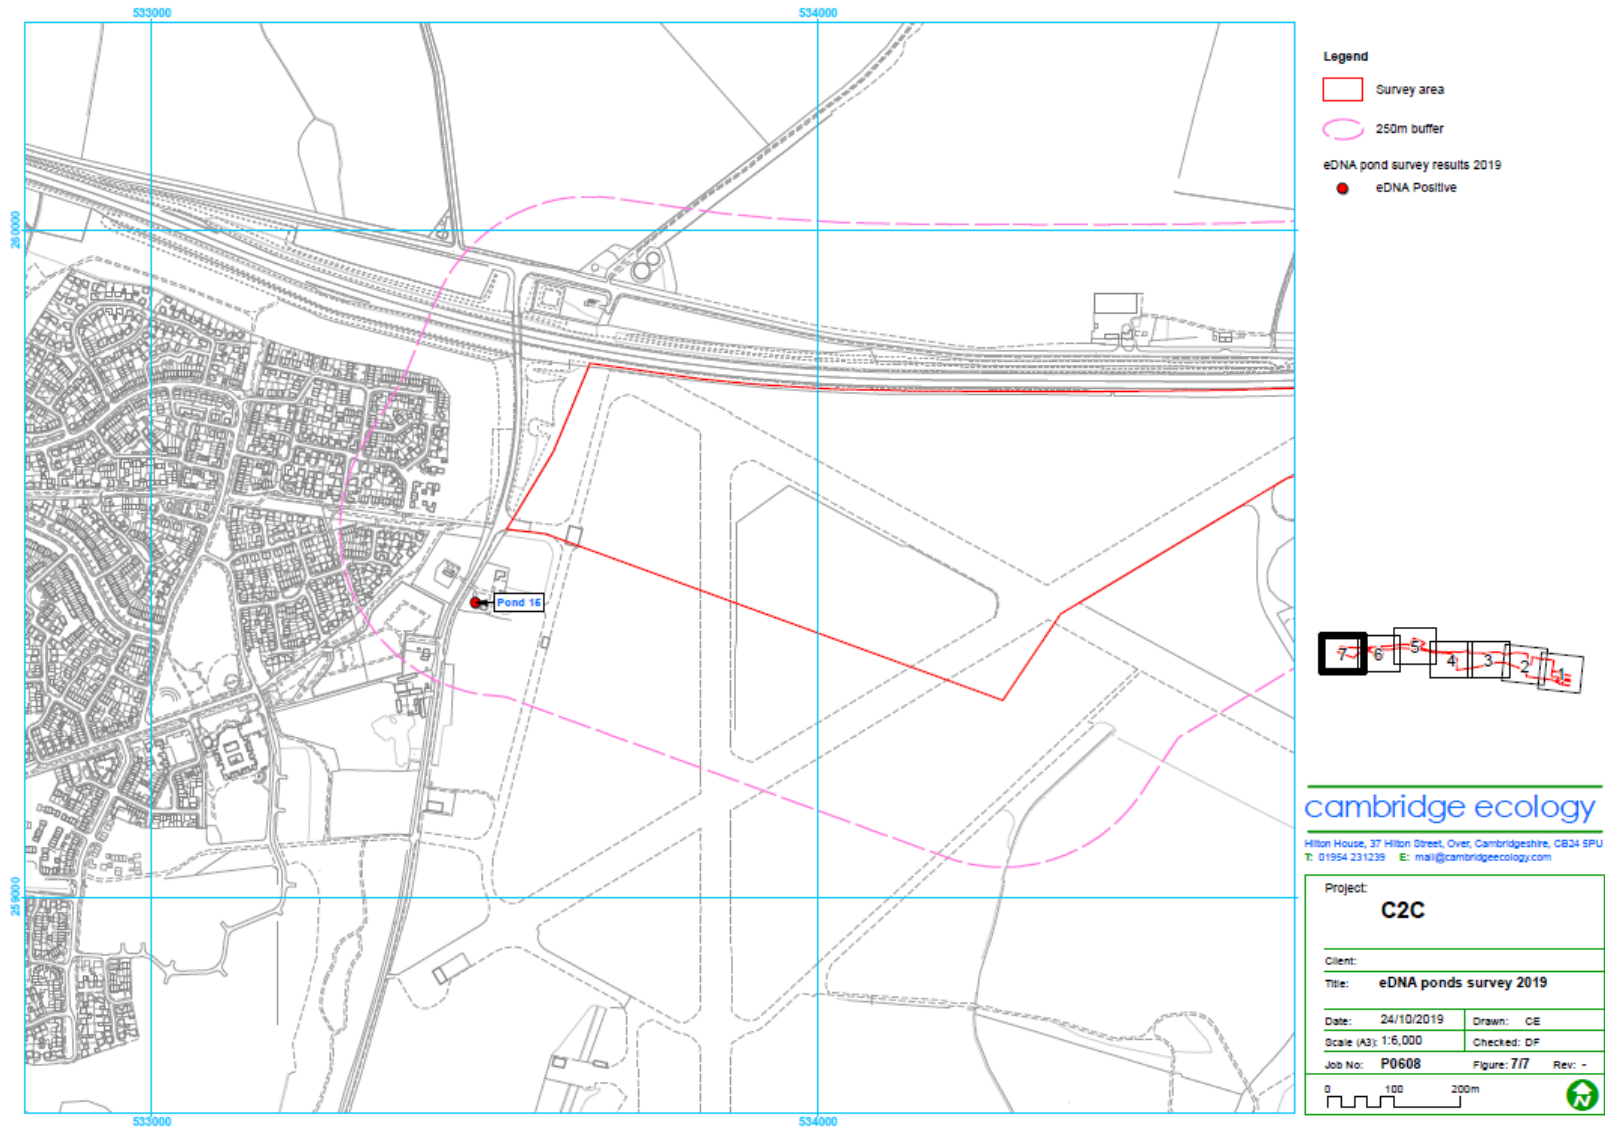 533000
534000
260000
259000
Pond 16
533000
534000
Legend
Survey area
250m buffer
eDNA pond survey results 2019
eDNA Positive
7 6 5 4 3 2 1
cambridge ecology
Hilton House, 37 Hilton Street, Over, Cambridgeshire, CB24 5PU
T: 01954 231239 E: mail@cambridgeecology.com
Project:
C2C
Client:
Title: eDNA ponds survey 2019
Date: 24/10/2019 Drawn: CE
Scale (A3): 1:6,000 Checked: DF
Job No: P0608 Figure: 7/7 Rev: -
0 100 200m
N